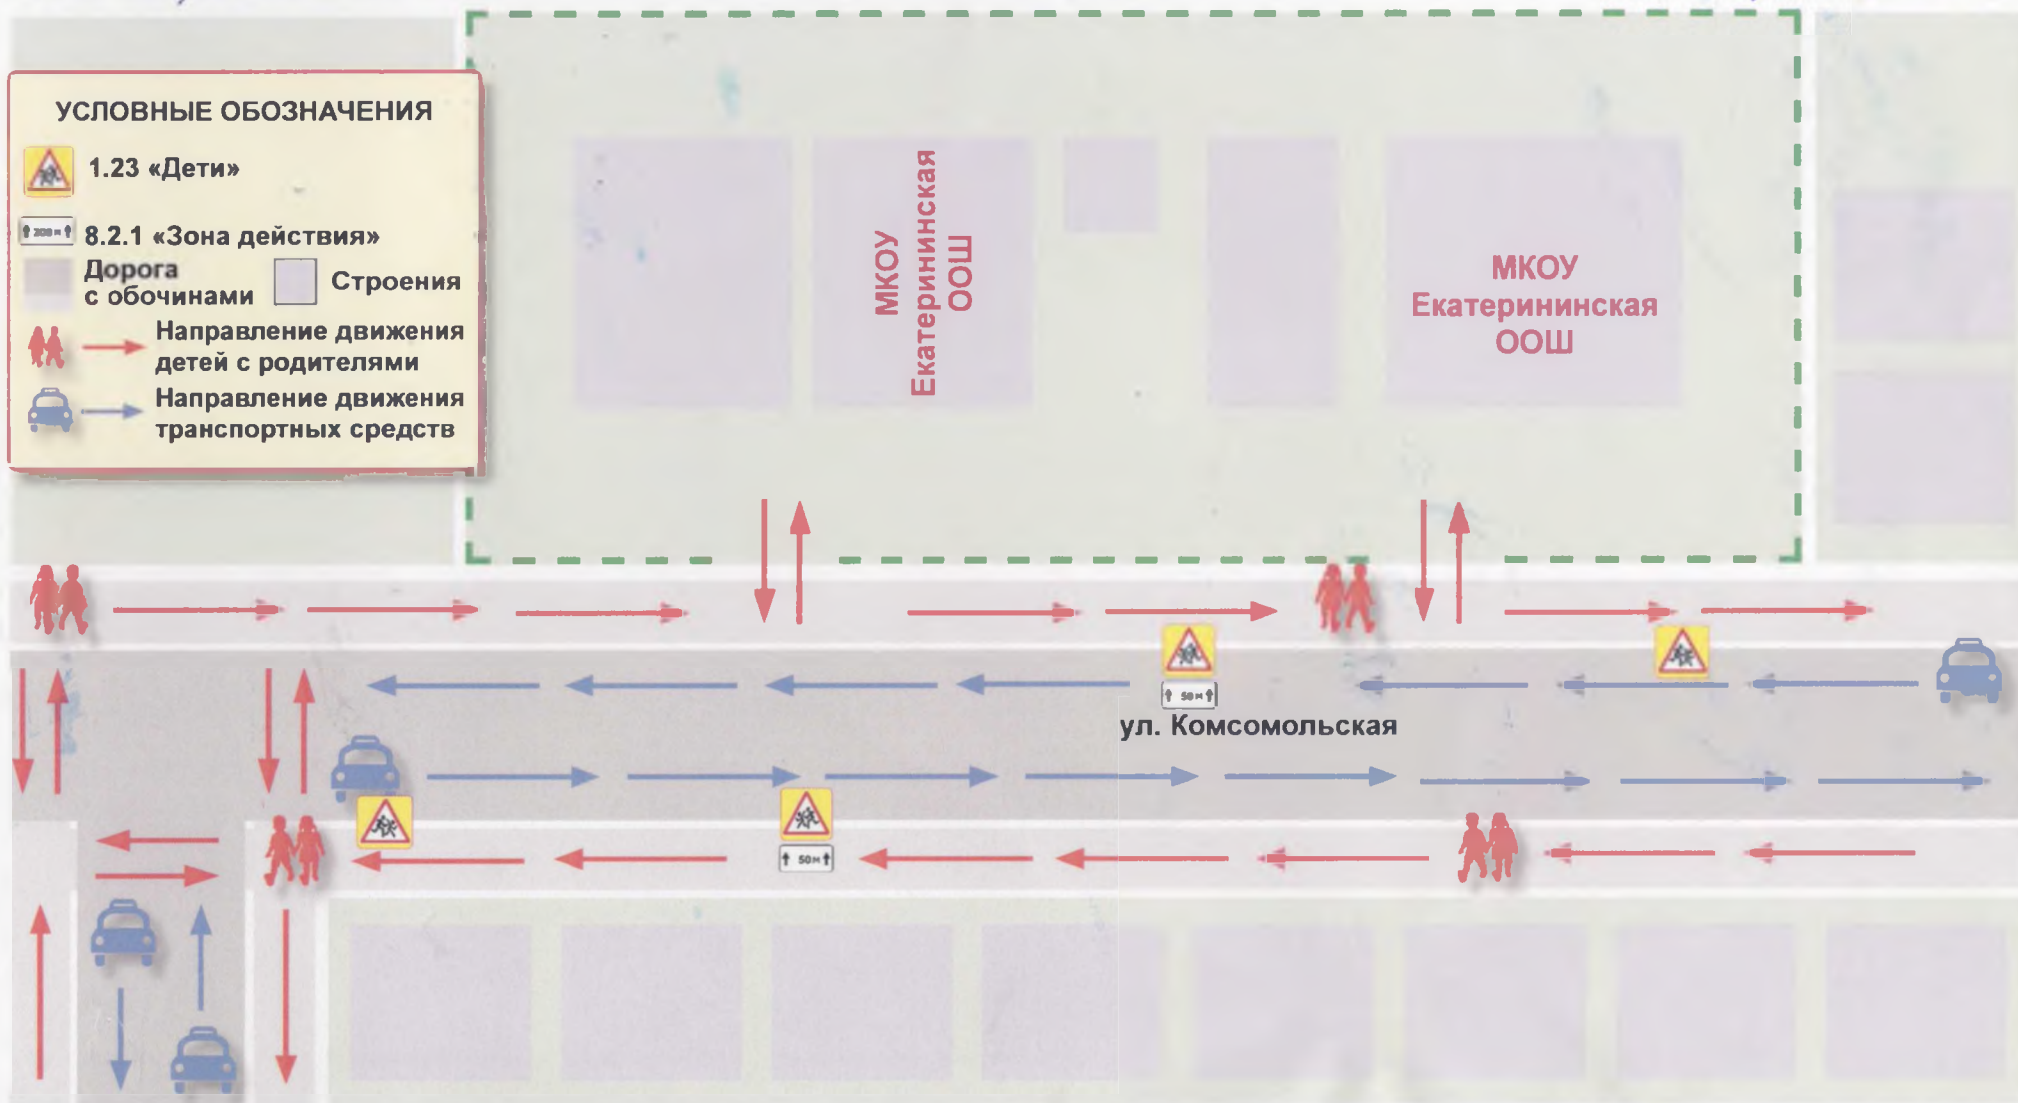 УСЛОВНЫЕ ОБОЗНАЧЕНИЯ
1.23 «Дети»
200 м
8.2.1 «Зона действия»
Дорога
с обочинами
Строения
Направление движения
детей с родителями
Направление движения
транспортных средств
МКОУ
Екатерининская
ООШ
МКОУ
Екатерининская
ООШ
50 м
ул. Комсомольская
50 м